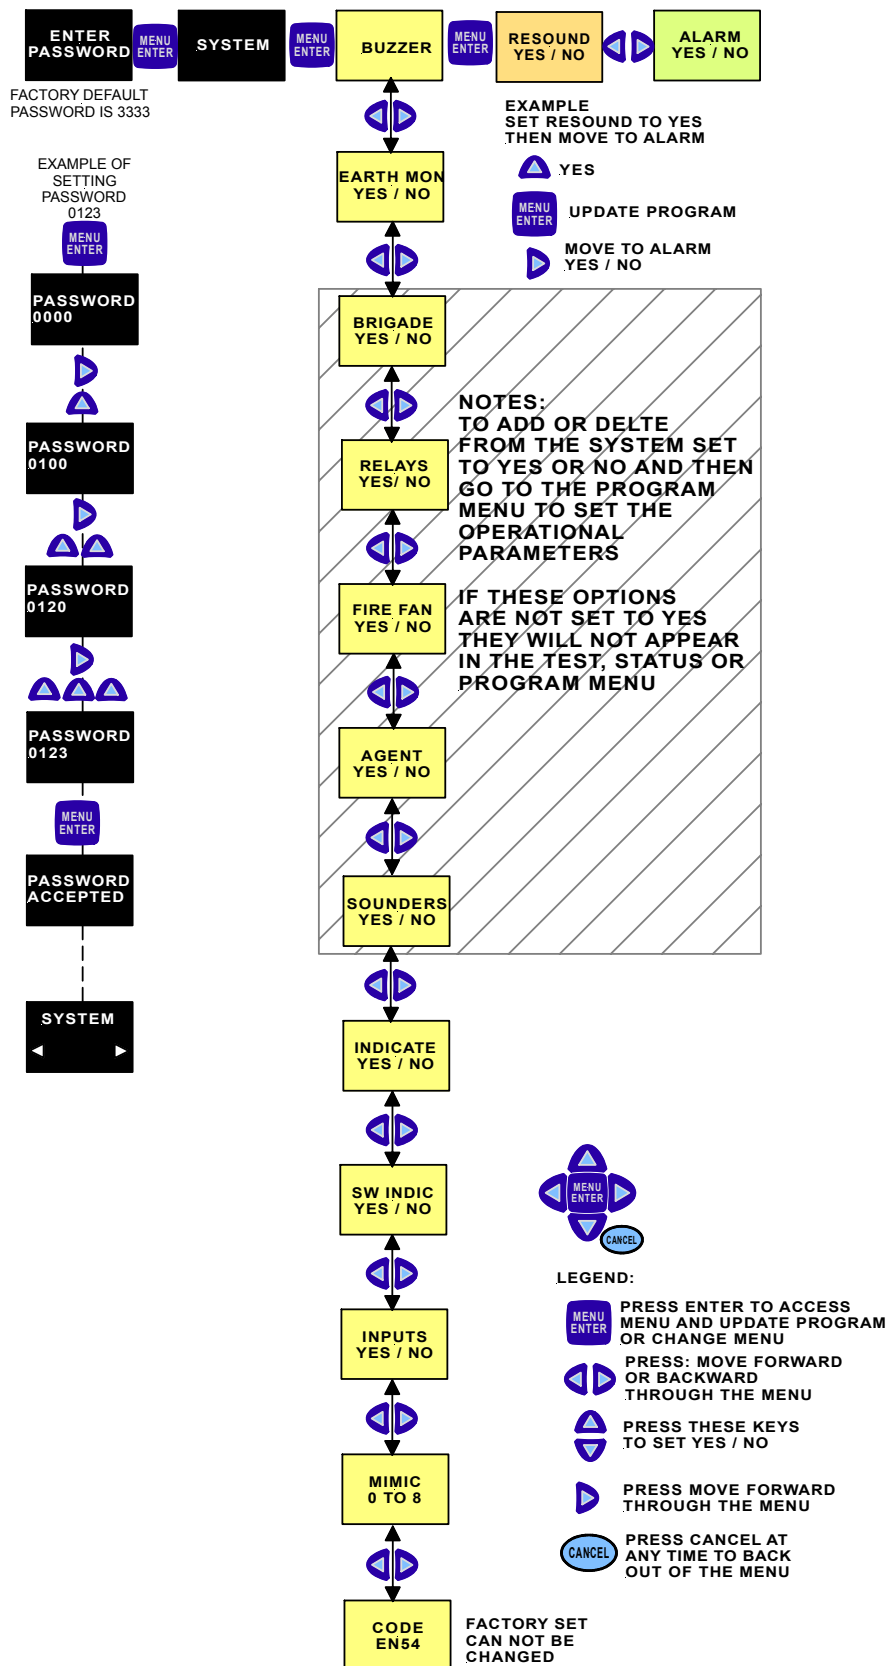 ENTER
PASSWORD
MENU
ENTER
SYSTEM
MENU
ENTER
BUZZER
MENU
ENTER
RESOUND
YES / NO
ALARM
YES / NO
FACTORY DEFAULT
PASSWORD IS 3333
EXAMPLE
SET RESOUND TO YES
THEN MOVE TO ALARM
YES
MENU
ENTER
UPDATE PROGRAM
MOVE TO ALARM
YES / NO
EXAMPLE OF
SETTING
PASSWORD
0123
MENU
ENTER
PASSWORD
0000
PASSWORD
0100
PASSWORD
0120
PASSWORD
0123
MENU
ENTER
PASSWORD
ACCEPTED
SYSTEM
EARTH MON
YES / NO
BRIGADE
YES / NO
RELAYS
YES/ NO
FIRE FAN
YES / NO
AGENT
YES / NO
SOUNDERS
YES / NO
NOTES:
TO ADD OR DELTE
FROM THE SYSTEM SET
TO YES OR NO AND THEN
GO TO THE PROGRAM
MENU TO SET THE
OPERATIONAL
PARAMETERS
IF THESE OPTIONS
ARE NOT SET TO YES
THEY WILL NOT APPEAR
IN THE TEST, STATUS OR
PROGRAM MENU
INDICATE
YES / NO
SW INDIC
YES / NO
INPUTS
YES / NO
MIMIC
0 TO 8
CODE
EN54
FACTORY SET
CAN NOT BE
CHANGED
MENU
ENTER
CANCEL
LEGEND:
MENU
ENTER
PRESS ENTER TO ACCESS
MENU AND UPDATE PROGRAM
OR CHANGE MENU
PRESS: MOVE FORWARD
OR BACKWARD
THROUGH THE MENU
PRESS THESE KEYS
TO SET YES / NO
PRESS MOVE FORWARD
THROUGH THE MENU
CANCEL
PRESS CANCEL AT
ANY TIME TO BACK
OUT OF THE MENU